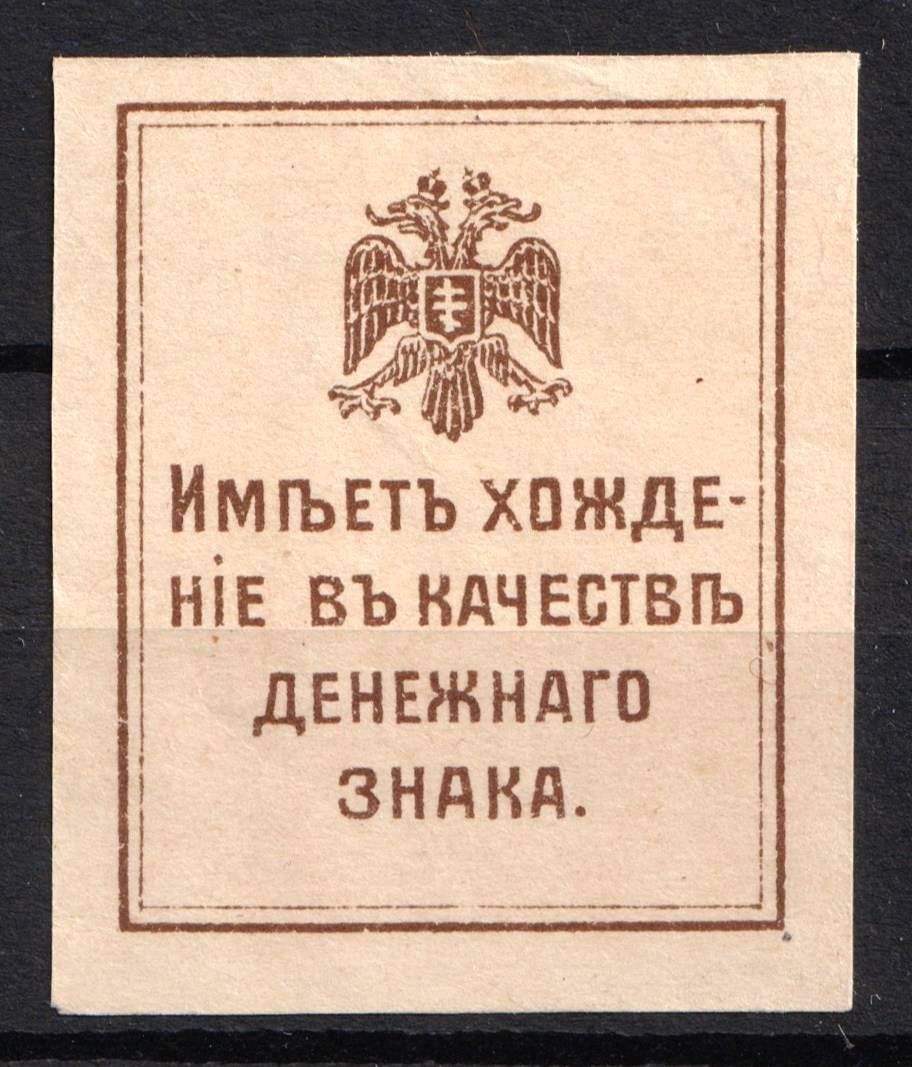 Имѣетъ хожде-
ніе въ качествѣ
денежнаго
знака.